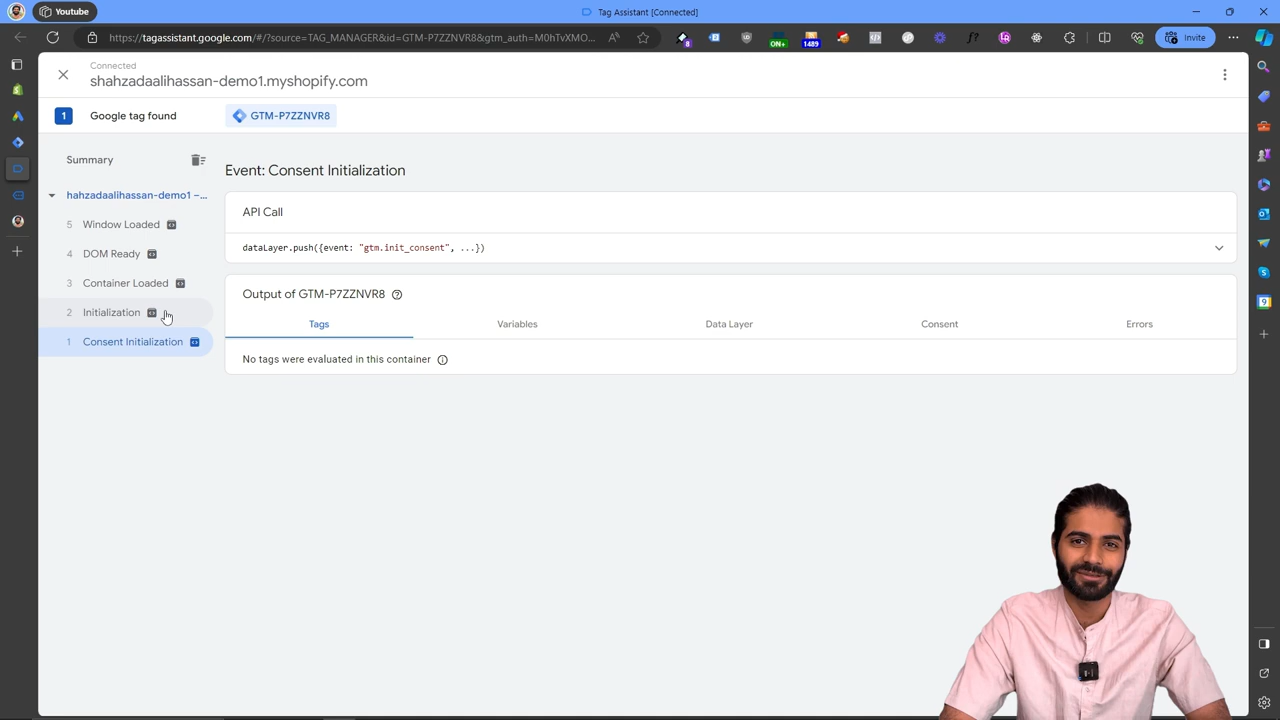 Youtube
Tag Assistant [Connected]
https://tagassistant.google.com/#/?source=TAG_MANAGER&id=GTM-P7ZZNVR8&gtm_auth=M0hTvXMO...
8
ON+
1489
Invite
Connected
shahzadaalihassan-demo1.myshopify.com
1 Google tag found GTM-P7ZZNVR8
Summary
hahzadaalihassan-demo1 –...
5 Window Loaded
4 DOM Ready
3 Container Loaded
2 Initialization
1 Consent Initialization
Event: Consent Initialization
API Call
dataLayer.push({event: "gtm.init_consent", ...})
Output of GTM-P7ZZNVR8
Tags Variables Data Layer Consent Errors
No tags were evaluated in this container
9